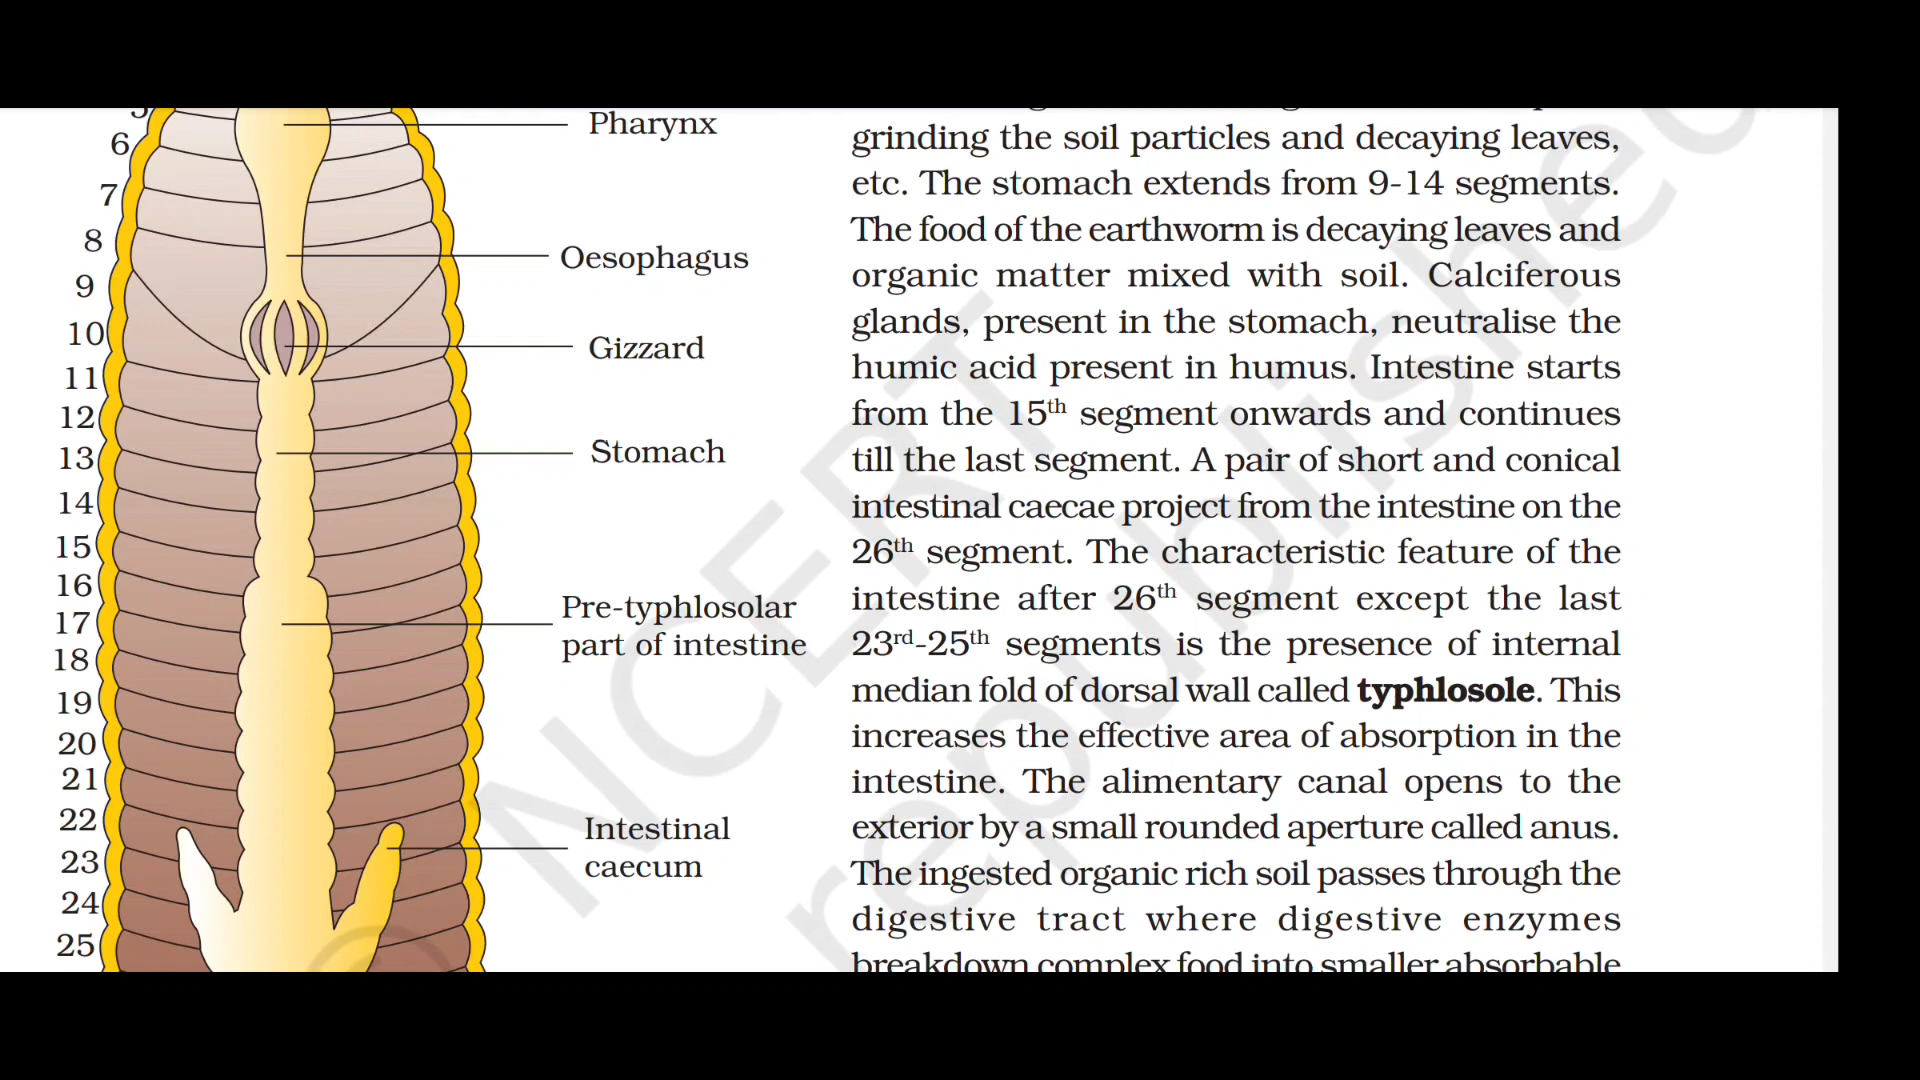 6
7
8
9
10
11
12
13
14
15
16
17
18
19
20
21
22
23
24
25
Pharynx
Oesophagus
Gizzard
Stomach
Pre-typhlosolar
part of intestine
Intestinal
caecum
grinding the soil particles and decaying leaves,
etc. The stomach extends from 9-14 segments.
The food of the earthworm is decaying leaves and
organic matter mixed with soil. Calciferous
glands, present in the stomach, neutralise the
humic acid present in humus. Intestine starts
from the 15th segment onwards and continues
till the last segment. A pair of short and conical
intestinal caecae project from the intestine on the
26th segment. The characteristic feature of the
intestine after 26th segment except the last
23rd-25th segments is the presence of internal
median fold of dorsal wall called typhlosole. This
increases the effective area of absorption in the
intestine. The alimentary canal opens to the
exterior by a small rounded aperture called anus.
The ingested organic rich soil passes through the
digestive tract where digestive enzymes
breakdown complex food into smaller absorbable
NCERT
republished
©